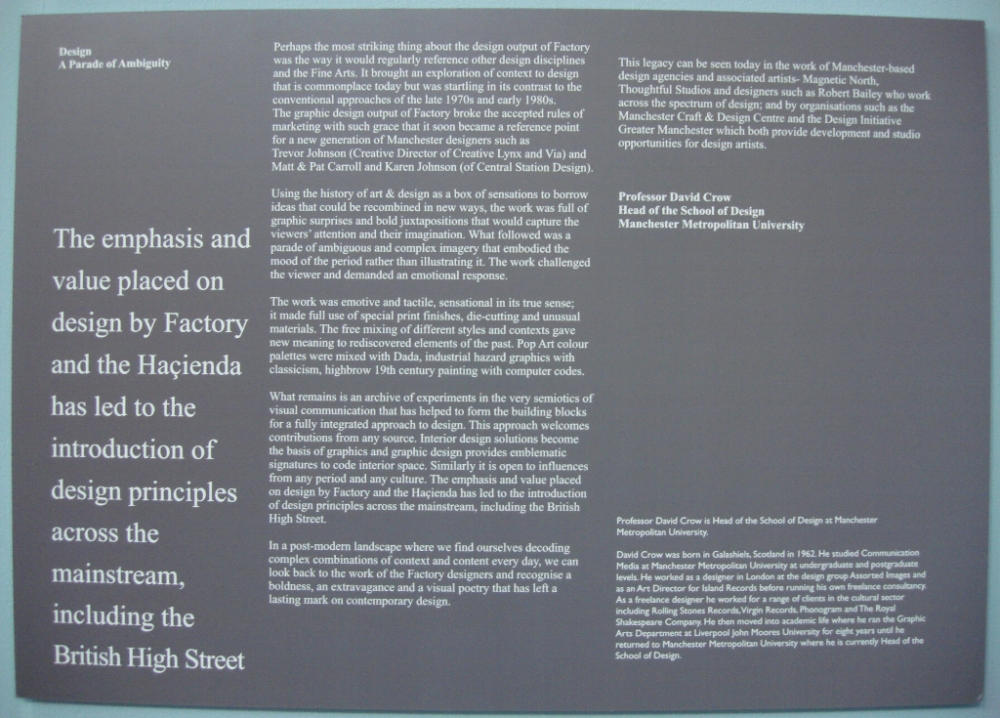 Design
A Parade of Ambiguity
The emphasis and
value placed on
design by Factory
and the Haçienda
has led to the
introduction of
design principles
across the
mainstream,
including the
British High Street
Perhaps the most striking thing about the design output of Factory
was the way it would regularly reference other design disciplines
and the Fine Arts. It brought an exploration of context to design
that is commonplace today but was startling in its contrast to the
conventional approaches of the late 1970s and early 1980s.
The graphic design output of Factory broke the accepted rules of
marketing with such grace that it soon became a reference point
for a new generation of Manchester designers such as
Trevor Johnson (Creative Director of Creative Lynx and Via) and
Matt & Pat Carroll and Karen Johnson (of Central Station Design).
Using the history of art & design as a box of sensations to borrow
ideas that could be recombined in new ways, the work was full of
graphic surprises and bold juxtapositions that would capture the
viewers' attention and their imagination. What followed was a
parade of ambiguous and complex imagery that embodied the
mood of the period rather than illustrating it. The work challenged
the viewer and demanded an emotional response.
The work was emotive and tactile, sensational in its true sense;
it made full use of special print finishes, die-cutting and unusual
materials. The free mixing of different styles and contexts gave
new meaning to rediscovered elements of the past. Pop Art colour
palettes were mixed with Dada, industrial hazard graphics with
classicism, highbrow 19th century painting with computer codes.
What remains is an archive of experiments in the very semiotics of
visual communication that has helped to form the building blocks
for a fully integrated approach to design. This approach welcomes
contributions from any source. Interior design solutions become
the basis of graphics and graphic design provides emblematic
signatures to code interior space. Similarly it is open to influences
from any period and any culture. The emphasis and value placed
on design by Factory and the Haçienda has led to the introduction
of design principles across the mainstream, including the British
High Street.
In a post-modern landscape where we find ourselves decoding
complex combinations of context and content every day, we can
look back to the work of the Factory designers and recognise a
boldness, an extravagance and a visual poetry that has left a
lasting mark on contemporary design.
This legacy can be seen today in the work of Manchester-based
design agencies and associated artists- Magnetic North,
Thoughtful Studios and designers such as Robert Bailey who work
across the spectrum of design; and by organisations such as the
Manchester Craft & Design Centre and the Design Initiative
Greater Manchester which both provide development and studio
opportunities for design artists.
Professor David Crow
Head of the School of Design
Manchester Metropolitan University
Professor David Crow is Head of the School of Design at Manchester
Metropolitan University.
David Crow was born in Galashiels, Scotland in 1962. He studied Communication
Media at Manchester Metropolitan University at undergraduate and postgraduate
levels. He worked as a designer in London at the design group Assorted Images and
as an Art Director for Island Records before running his own freelance consultancy.
As a freelance designer he worked for a range of clients in the cultural sector
including Rolling Stones Records, Virgin Records, Phonogram and The Royal
Shakespeare Company. He then moved into academic life where he ran the Graphic
Arts Department at Liverpool John Moores University for eight years until he
returned to Manchester Metropolitan University where he is currently Head of the
School of Design.